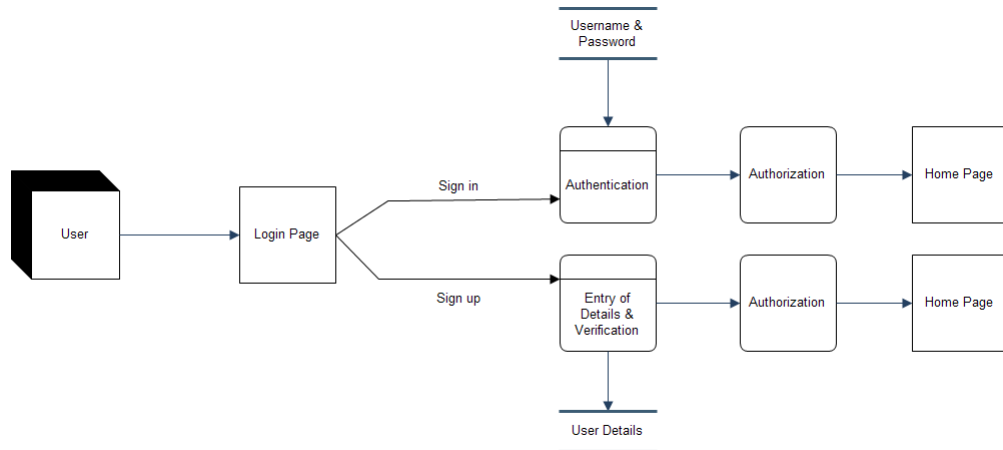 Username &
Password
Sign in
Authentication
Authorization
Home Page
User
Login Page
Sign up
Entry of
Details &
Verification
Authorization
Home Page
User Details